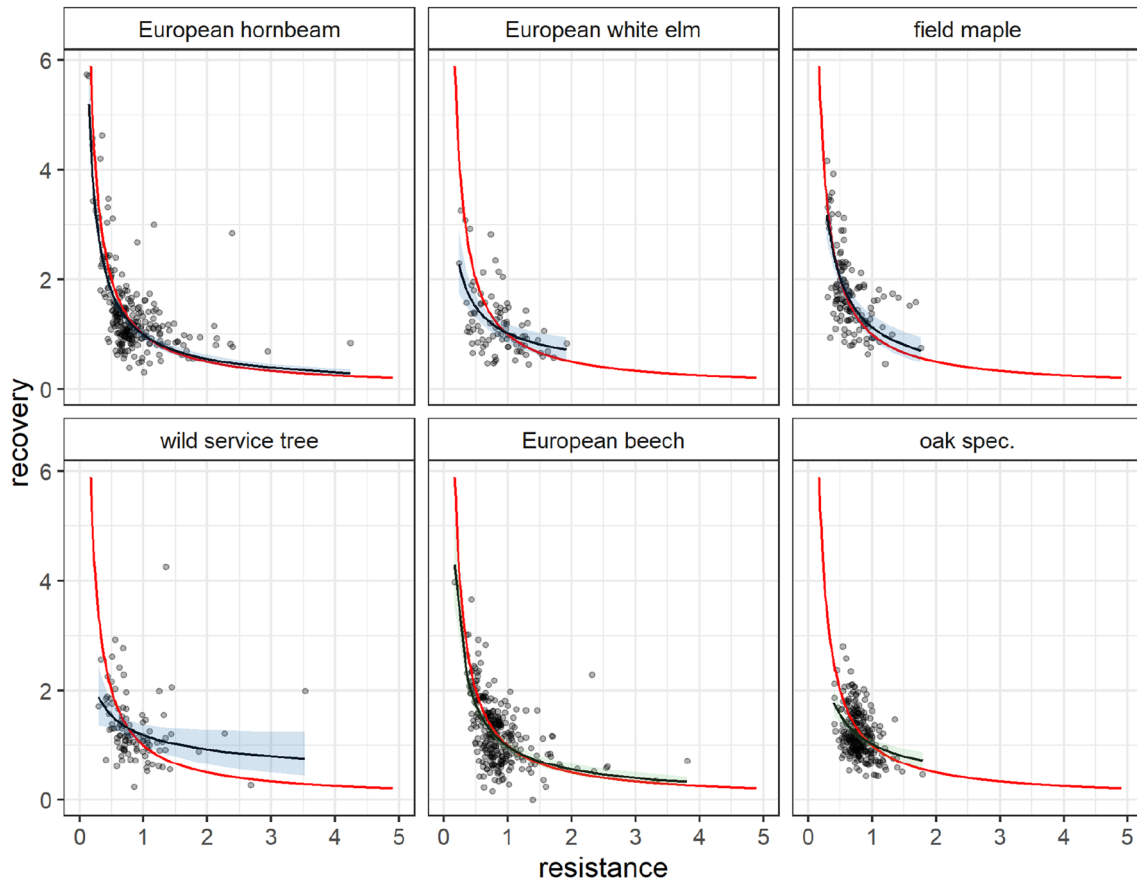 European hornbeam
European white elm
field maple
6
4
2
0
wild service tree
European beech
oak spec.
6
4
2
0
0 1 2 3 4 5
0 1 2 3 4 5
0 1 2 3 4 5
recovery
resistance